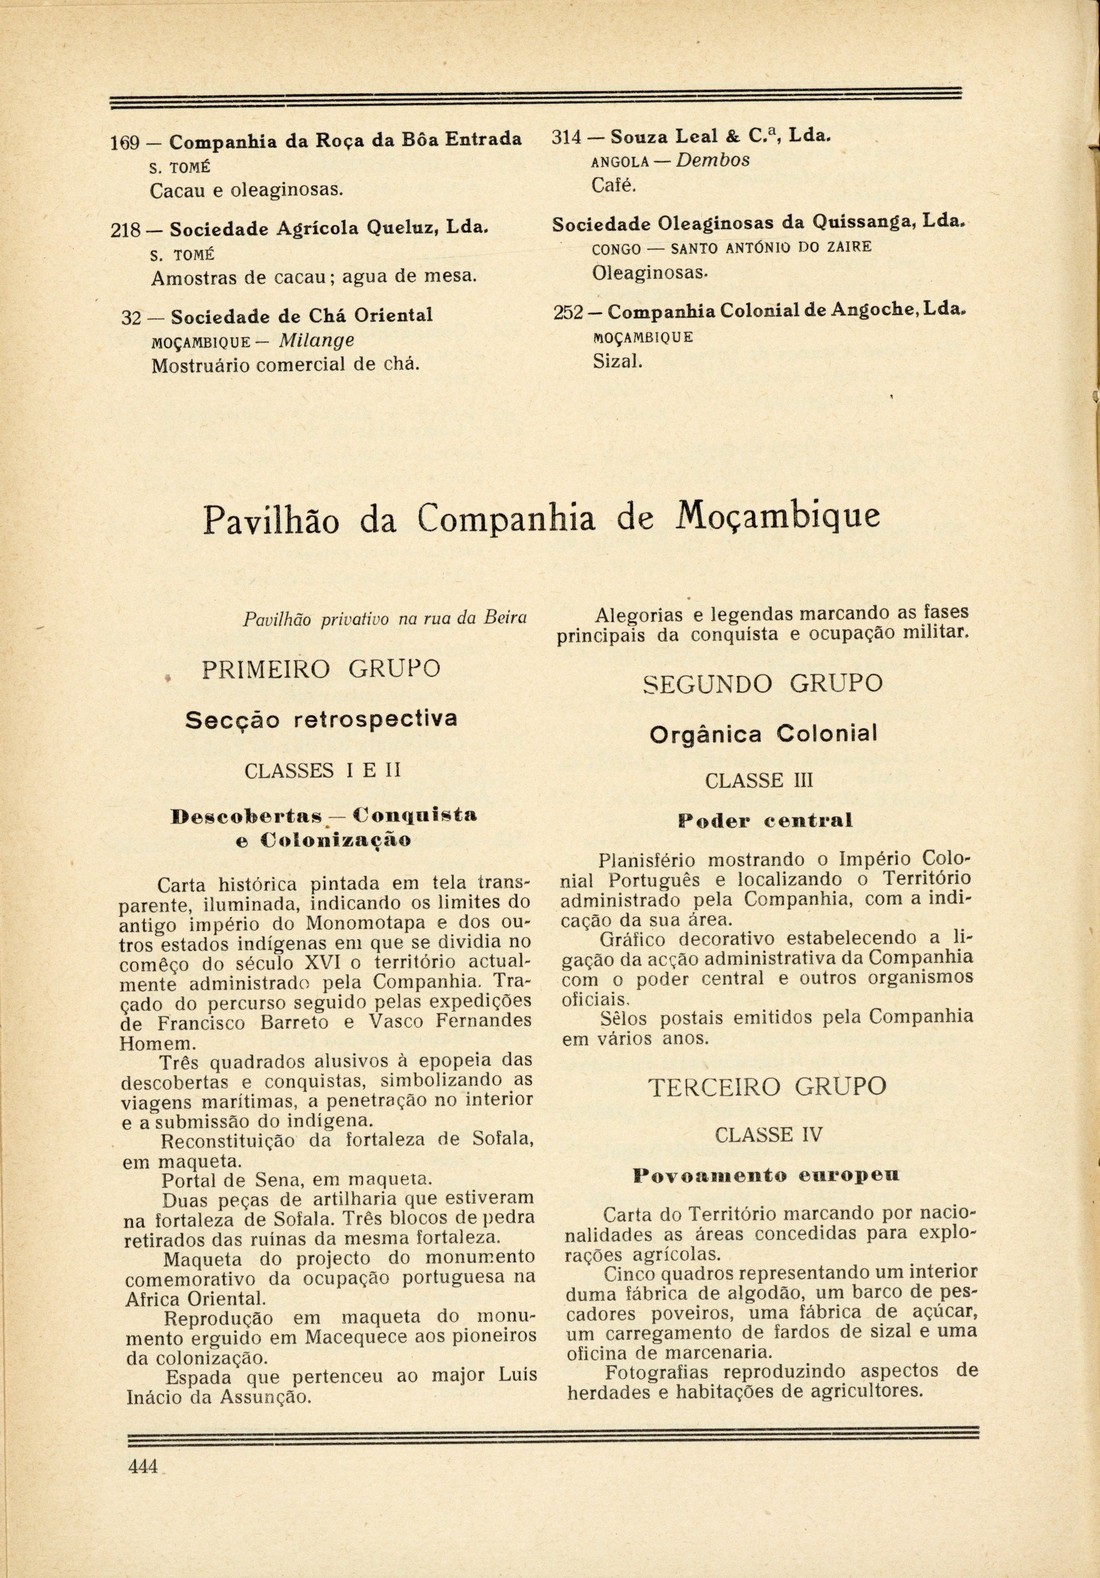 169 — Companhia da Roça da Bôa Entrada
S. TOMÉ
Cacau e oleaginosas.
218 — Sociedade Agrícola Queluz, Lda.
S. TOMÉ
Amostras de cacau; agua de mesa.
32 — Sociedade de Chá Oriental
MOÇAMBIQUE — Milange
Mostruário comercial de chá.
314 — Souza Leal & C.ª, Lda.
ANGOLA — Dembos
Café.
Sociedade Oleaginosas da Quissanga, Lda.
CONGO — SANTO ANTÓNIO DO ZAIRE
Oleaginosas.
252 — Companhia Colonial de Angoche, Lda.
MOÇAMBIQUE
Sizal.
Pavilhão da Companhia de Moçambique
Pavilhão privativo na rua da Beira
PRIMEIRO GRUPO
Secção retrospectiva
CLASSES I E II
Descobertas — Conquista
e Colonização
Carta histórica pintada em tela trans-
parente, iluminada, indicando os limites do
antigo império do Monomotapa e dos ou-
tros estados indígenas em que se dividia no
comêço do século XVI o território actual-
mente administrado pela Companhia. Tra-
çado do percurso seguido pelas expedições
de Francisco Barreto e Vasco Fernandes
Homem.
Três quadrados alusivos à epopeia das
descobertas e conquistas, simbolizando as
viagens marítimas, a penetração no interior
e a submissão do indígena.
Reconstituição da fortaleza de Sofala,
em maqueta.
Portal de Sena, em maqueta.
Duas peças de artilharia que estiveram
na fortaleza de Sofala. Três blocos de pedra
retirados das ruínas da mesma fortaleza.
Maqueta do projecto do monumento
comemorativo da ocupação portuguesa na
Africa Oriental.
Reprodução em maqueta do monu-
mento erguido em Macequece aos pioneiros
da colonização.
Espada que pertenceu ao major Luis
Inácio da Assunção.
Alegorias e legendas marcando as fases
principais da conquista e ocupação militar.
SEGUNDO GRUPO
Orgânica Colonial
CLASSE III
Poder central
Planisfério mostrando o Império Colo-
nial Português e localizando o Território
administrado pela Companhia, com a indi-
cação da sua área.
Gráfico decorativo estabelecendo a li-
gação da acção administrativa da Companhia
com o poder central e outros organismos
oficiais.
Sêlos postais emitidos pela Companhia
em vários anos.
TERCEIRO GRUPO
CLASSE IV
Povoamento europeu
Carta do Território marcando por nacio-
nalidades as áreas concedidas para explo-
rações agrícolas.
Cinco quadros representando um interior
duma fábrica de algodão, um barco de pes-
cadores poveiros, uma fábrica de açúcar,
um carregamento de fardos de sizal e uma
oficina de marcenaria.
Fotografias reproduzindo aspectos de
herdades e habitações de agricultores.
444